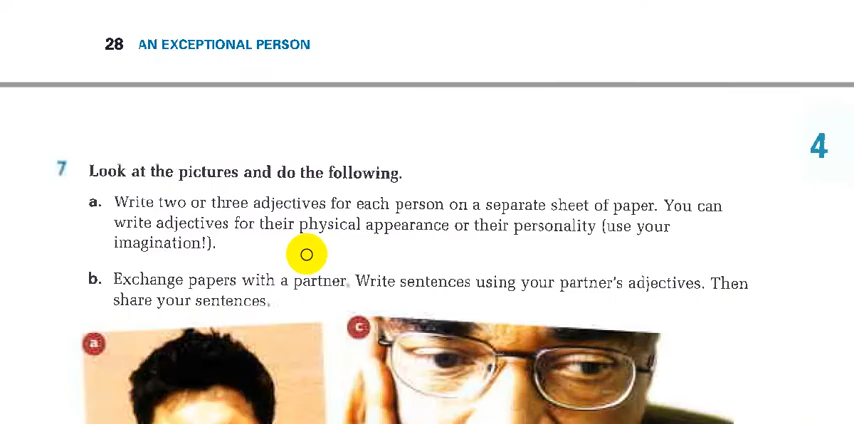 28 AN EXCEPTIONAL PERSON
4
7 Look at the pictures and do the following.
a. Write two or three adjectives for each person on a separate sheet of paper. You can
write adjectives for their physical appearance or their personality (use your
imagination!).
b. Exchange papers with a partner. Write sentences using your partner's adjectives. Then
share your sentences.
a
c